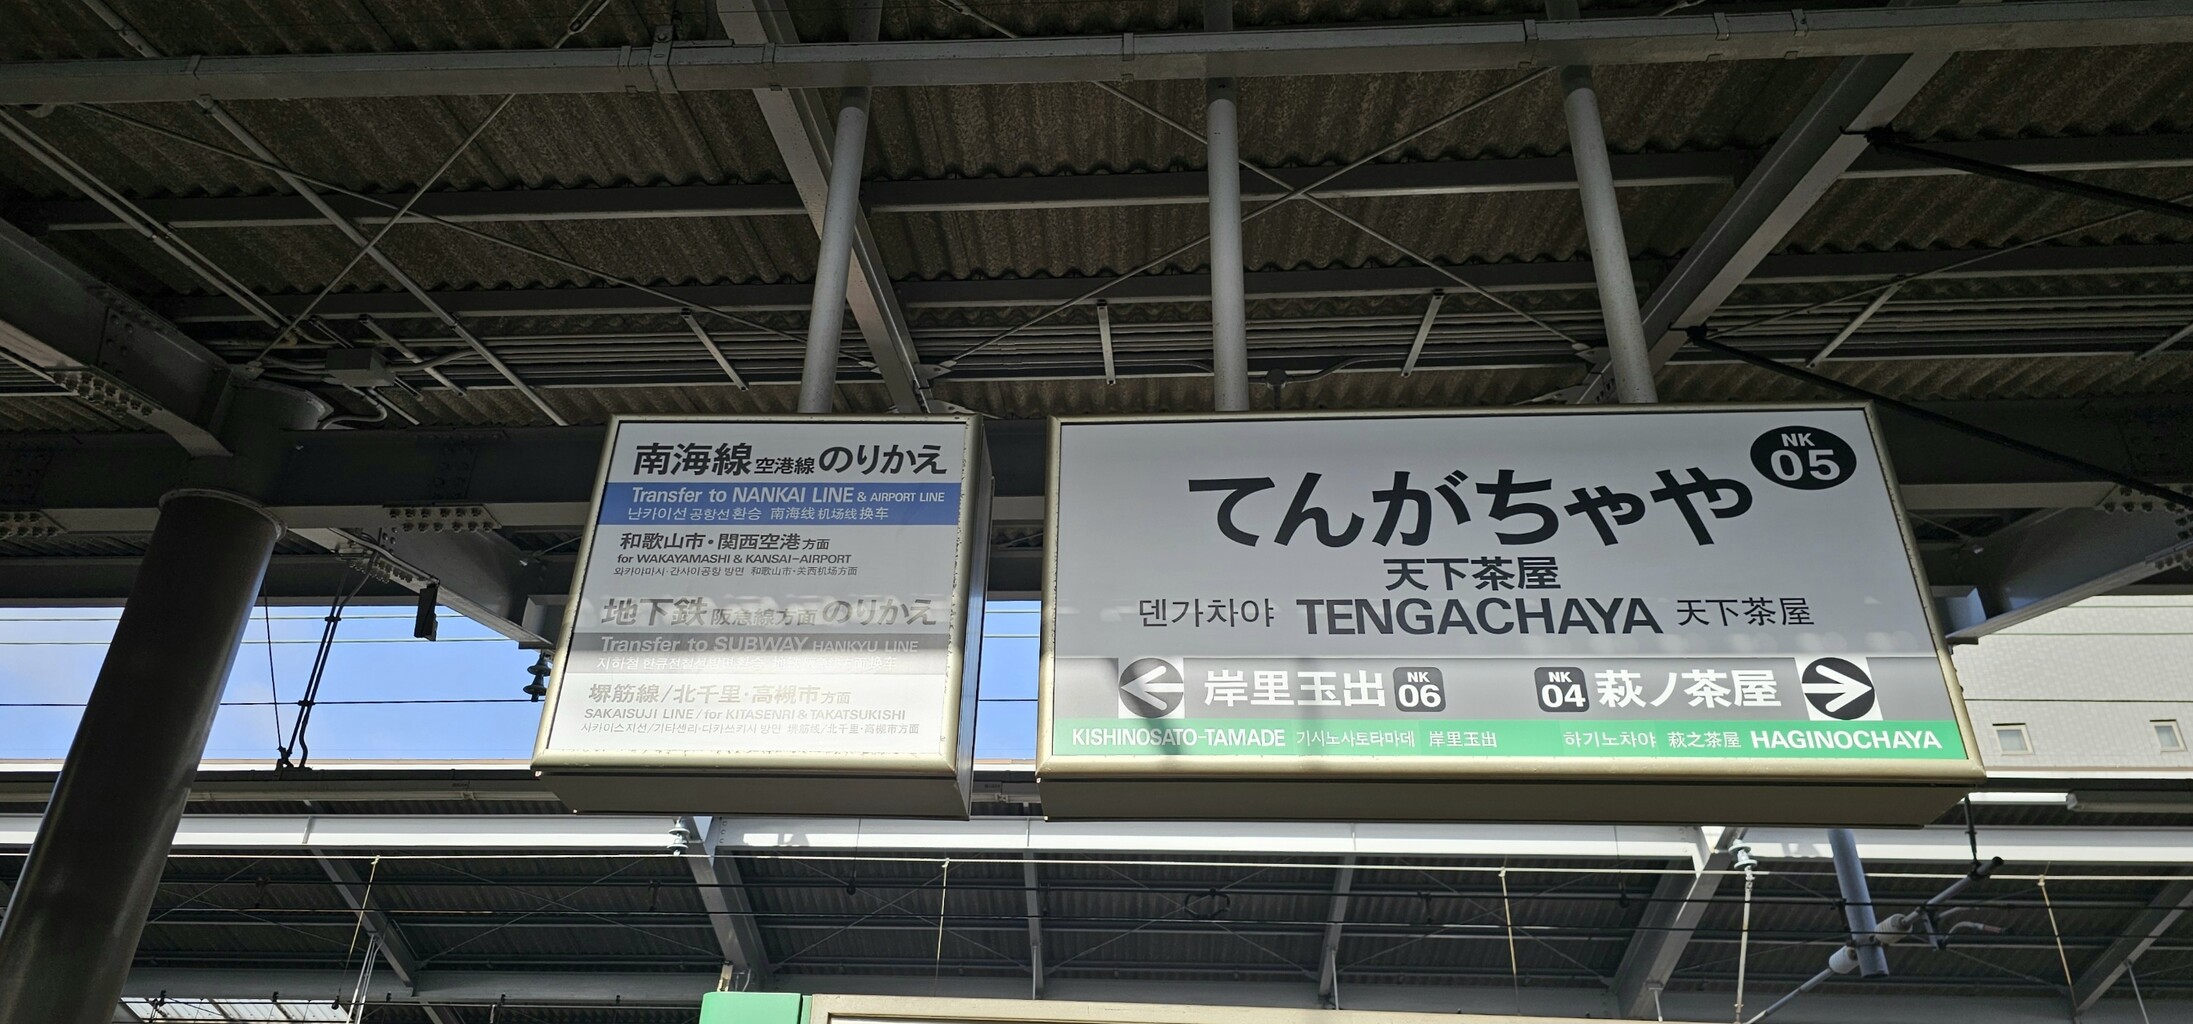 南海線 空港線 のりかえ
Transfer to NANKAI LINE & AIRPORT LINE
난카이선 공항선 환승 南海线 机场线 换车
和歌山市・関西空港方面
for WAKAYAMASHI & KANSAI-AIRPORT
와카야마시·간사이공항 방면 和歌山市・关西机场方面
地下鉄 阪急線方面 のりかえ
Transfer to SUBWAY HANKYU LINE
堺筋線/北千里・高槻市方面
SAKAISUJI LINE / for KITASENRI & TAKATSUKISHI
사카이스지선/기타센리·다카쓰키시 방면 堺筋线/北千里・高槻市方面
NK
05
てんがちゃや
天下茶屋
덴가차야 TENGACHAYA 天下茶屋
岸里玉出 NK 06 NK 04 萩ノ茶屋
KISHINOSATO-TAMADE 기시노사토타마데 岸里玉出 하기노차야 萩之茶屋 HAGINOCHAYA